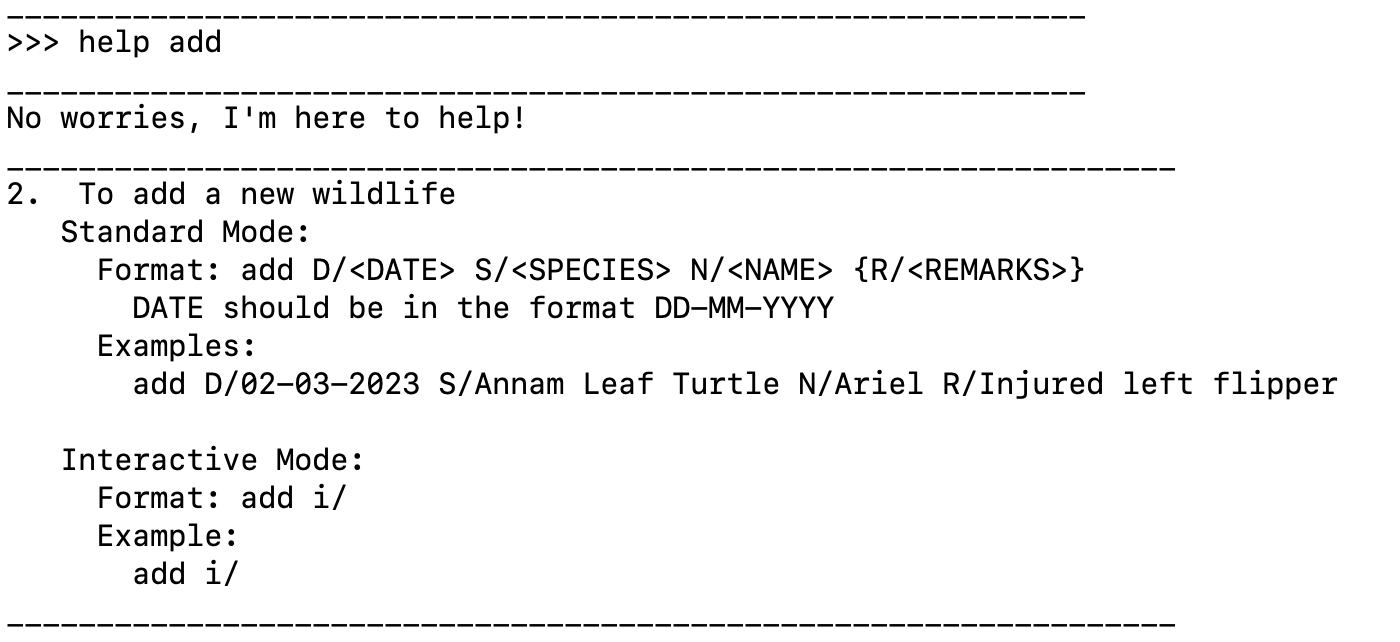 ____________________________________________________________
>>> help add
____________________________________________________________
No worries, I'm here to help!
_________________________________________________________________
2.  To add a new wildlife
   Standard Mode:
     Format: add D/<DATE> S/<SPECIES> N/<NAME> {R/<REMARKS>}
       DATE should be in the format DD-MM-YYYY
     Examples:
       add D/02-03-2023 S/Annam Leaf Turtle N/Ariel R/Injured left flipper

   Interactive Mode:
     Format: add i/
     Example:
       add i/
_________________________________________________________________